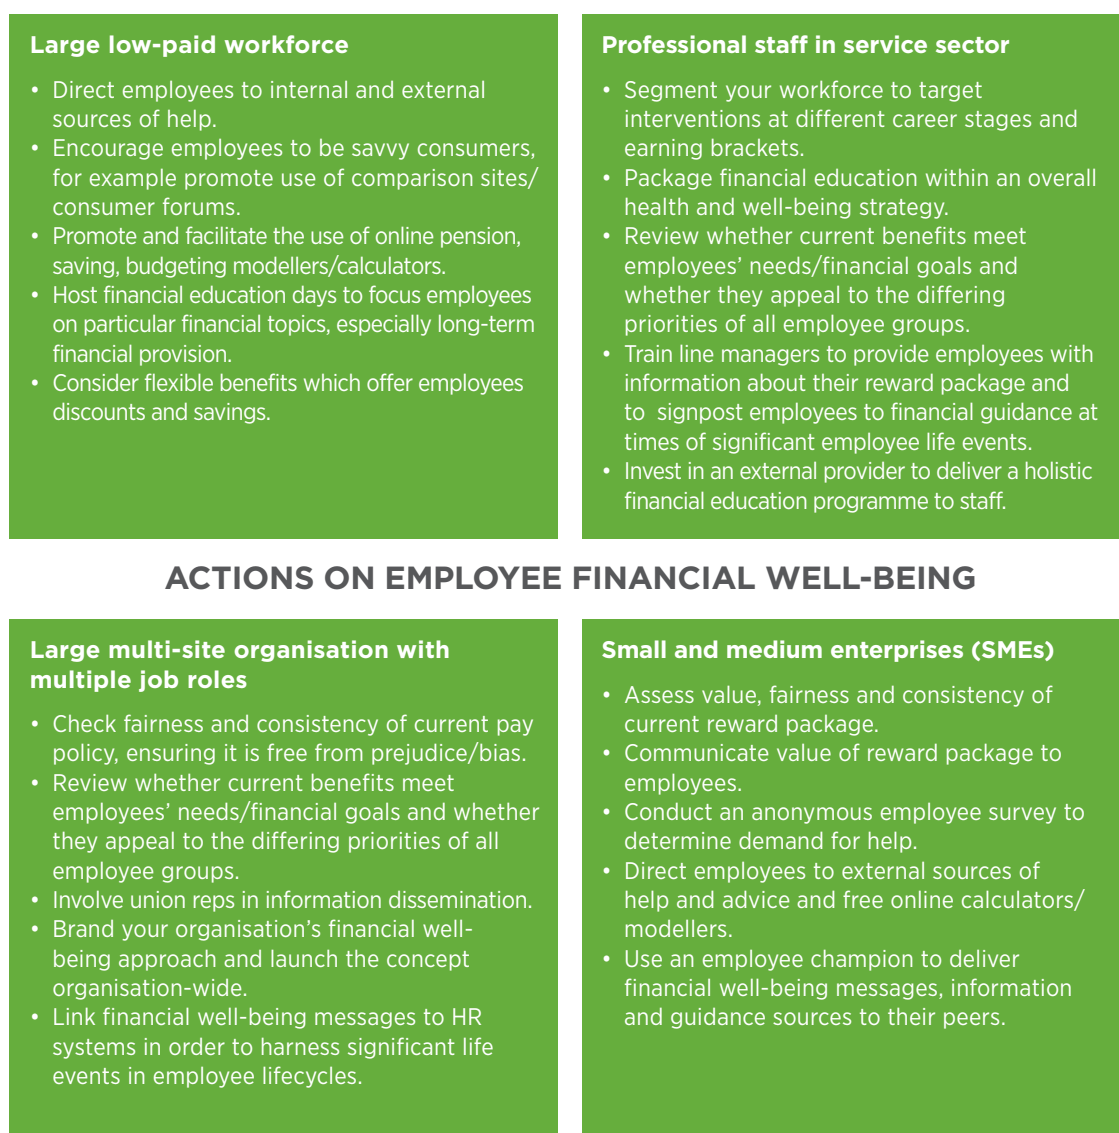 Large low-paid workforce
• Direct employees to internal and external
sources of help.
• Encourage employees to be savvy consumers,
for example promote use of comparison sites/
consumer forums.
• Promote and facilitate the use of online pension,
saving, budgeting modellers/calculators.
• Host financial education days to focus employees
on particular financial topics, especially long-term
financial provision.
• Consider flexible benefits which offer employees
discounts and savings.
Professional staff in service sector
• Segment your workforce to target
interventions at different career stages and
earning brackets.
• Package financial education within an overall
health and well-being strategy.
• Review whether current benefits meet
employees’ needs/financial goals and
whether they appeal to the differing
priorities of all employee groups.
• Train line managers to provide employees with
information about their reward package and
to signpost employees to financial guidance at
times of significant employee life events.
• Invest in an external provider to deliver a holistic
financial education programme to staff.
ACTIONS ON EMPLOYEE FINANCIAL WELL-BEING
Large multi-site organisation with
multiple job roles
• Check fairness and consistency of current pay
policy, ensuring it is free from prejudice/bias.
• Review whether current benefits meet
employees’ needs/financial goals and whether
they appeal to the differing priorities of all
employee groups.
• Involve union reps in information dissemination.
• Brand your organisation’s financial well-
being approach and launch the concept
organisation-wide.
• Link financial well-being messages to HR
systems in order to harness significant life
events in employee lifecycles.
Small and medium enterprises (SMEs)
• Assess value, fairness and consistency of
current reward package.
• Communicate value of reward package to
employees.
• Conduct an anonymous employee survey to
determine demand for help.
• Direct employees to external sources of
help and advice and free online calculators/
modellers.
• Use an employee champion to deliver
financial well-being messages, information
and guidance sources to their peers.